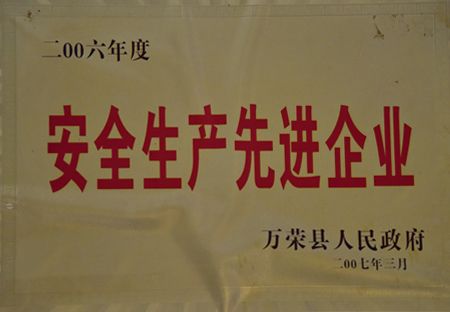 二00六年度
安全生产先进企业
万荣县人民政府
二00七年三月